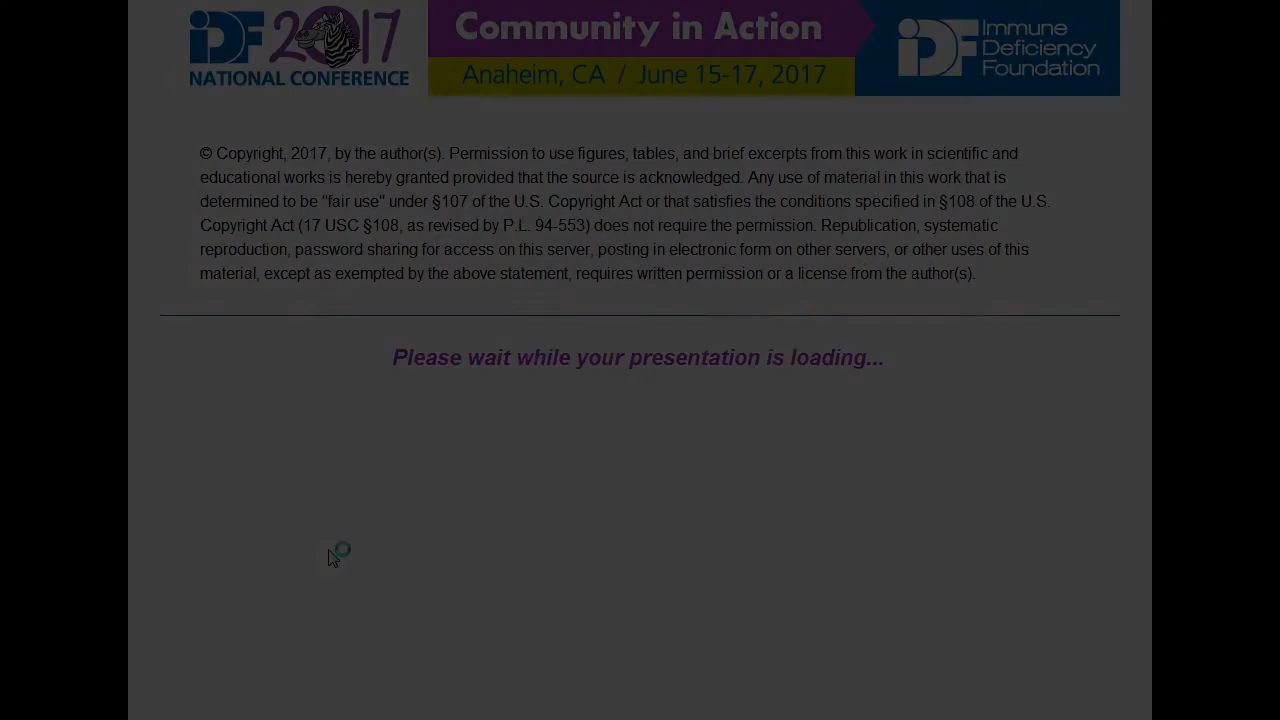 iDF 2017
NATIONAL CONFERENCE
Community in Action
Anaheim, CA / June 15-17, 2017
iDF Immune
Deficiency
Foundation
© Copyright, 2017, by the author(s). Permission to use figures, tables, and brief excerpts from this work in scientific and
educational works is hereby granted provided that the source is acknowledged. Any use of material in this work that is
determined to be "fair use" under §107 of the U.S. Copyright Act or that satisfies the conditions specified in §108 of the U.S.
Copyright Act (17 USC §108, as revised by P.L. 94-553) does not require the permission. Republication, systematic
reproduction, password sharing for access on this server, posting in electronic form on other servers, or other uses of this
material, except as exempted by the above statement, requires written permission or a license from the author(s).
Please wait while your presentation is loading...